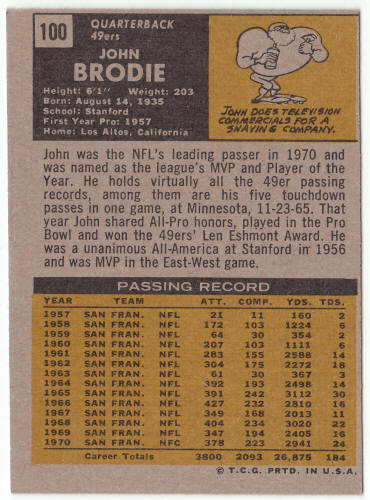 100
QUARTERBACK
49ers
JOHN
BRODIE
Height: 6'1" Weight: 203
Born: August 14, 1935
School: Stanford
First Year Pro: 1957
Home: Los Altos, California
JOHN DOES TELEVISION
COMMERCIALS FOR A
SHAVING COMPANY.
John was the NFL's leading passer in 1970 and
was named as the league's MVP and Player of
the Year. He holds virtually all the 49er passing
records, among them are his five touchdown
passes in one game, at Minnesota, 11-23-65. That
year John shared All-Pro honors, played in the Pro
Bowl and won the 49ers' Len Eshmont Award. He
was a unanimous All-America at Stanford in 1956
and was MVP in the East-West game.
PASSING RECORD
YEAR TEAM ATT. COMP. YDS. TDS.
1957 SAN FRAN. NFL 21 11 160 2
1958 SAN FRAN. NFL 172 103 1224 6
1959 SAN FRAN. NFL 64 30 354 2
1960 SAN FRAN. NFL 207 103 1111 6
1961 SAN FRAN. NFL 283 155 2588 14
1962 SAN FRAN. NFL 304 175 2272 18
1963 SAN FRAN. NFL 61 30 367 3
1964 SAN FRAN. NFL 392 193 2498 14
1965 SAN FRAN. NFL 391 242 3112 30
1966 SAN FRAN. NFL 427 232 2810 16
1967 SAN FRAN. NFL 349 168 2013 11
1968 SAN FRAN. NFL 404 234 3020 22
1969 SAN FRAN. NFL 347 194 2405 16
1970 SAN FRAN. NFC 378 223 2941 24
Career Totals 3800 2093 26,875 184
© T.C.G. PRTD. IN U.S.A.